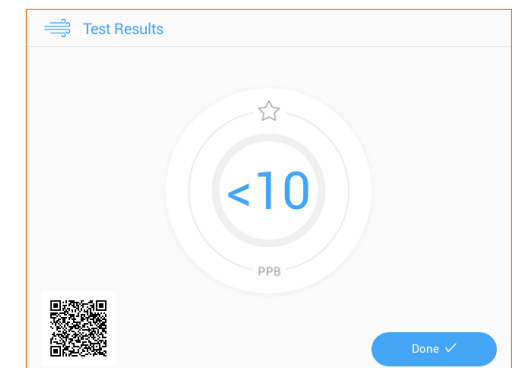 Test Results
<10
PPB
Done ✓